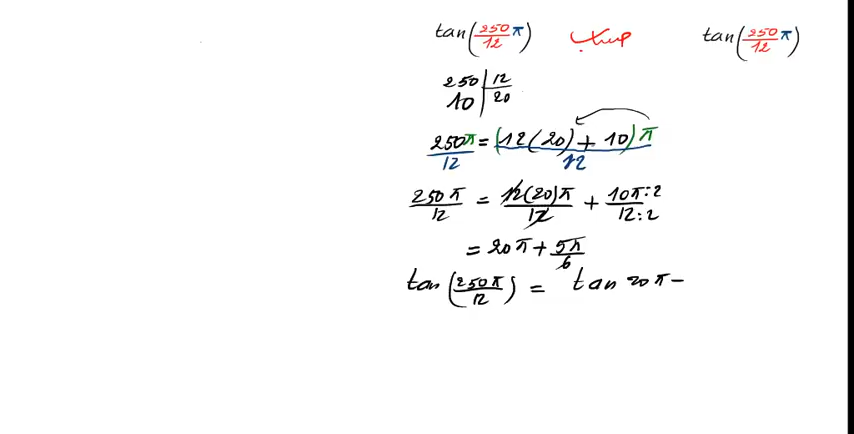 tan(250/12 π) حساب tan(250/12 π)
250 | 12
10 | 20
250π/12 = (12(20) + 10)π/12
250π/12 = 12(20)π/12 + 10π:2/12:2
= 20π + 5π/6
tan(250π/12) = tan 20π −